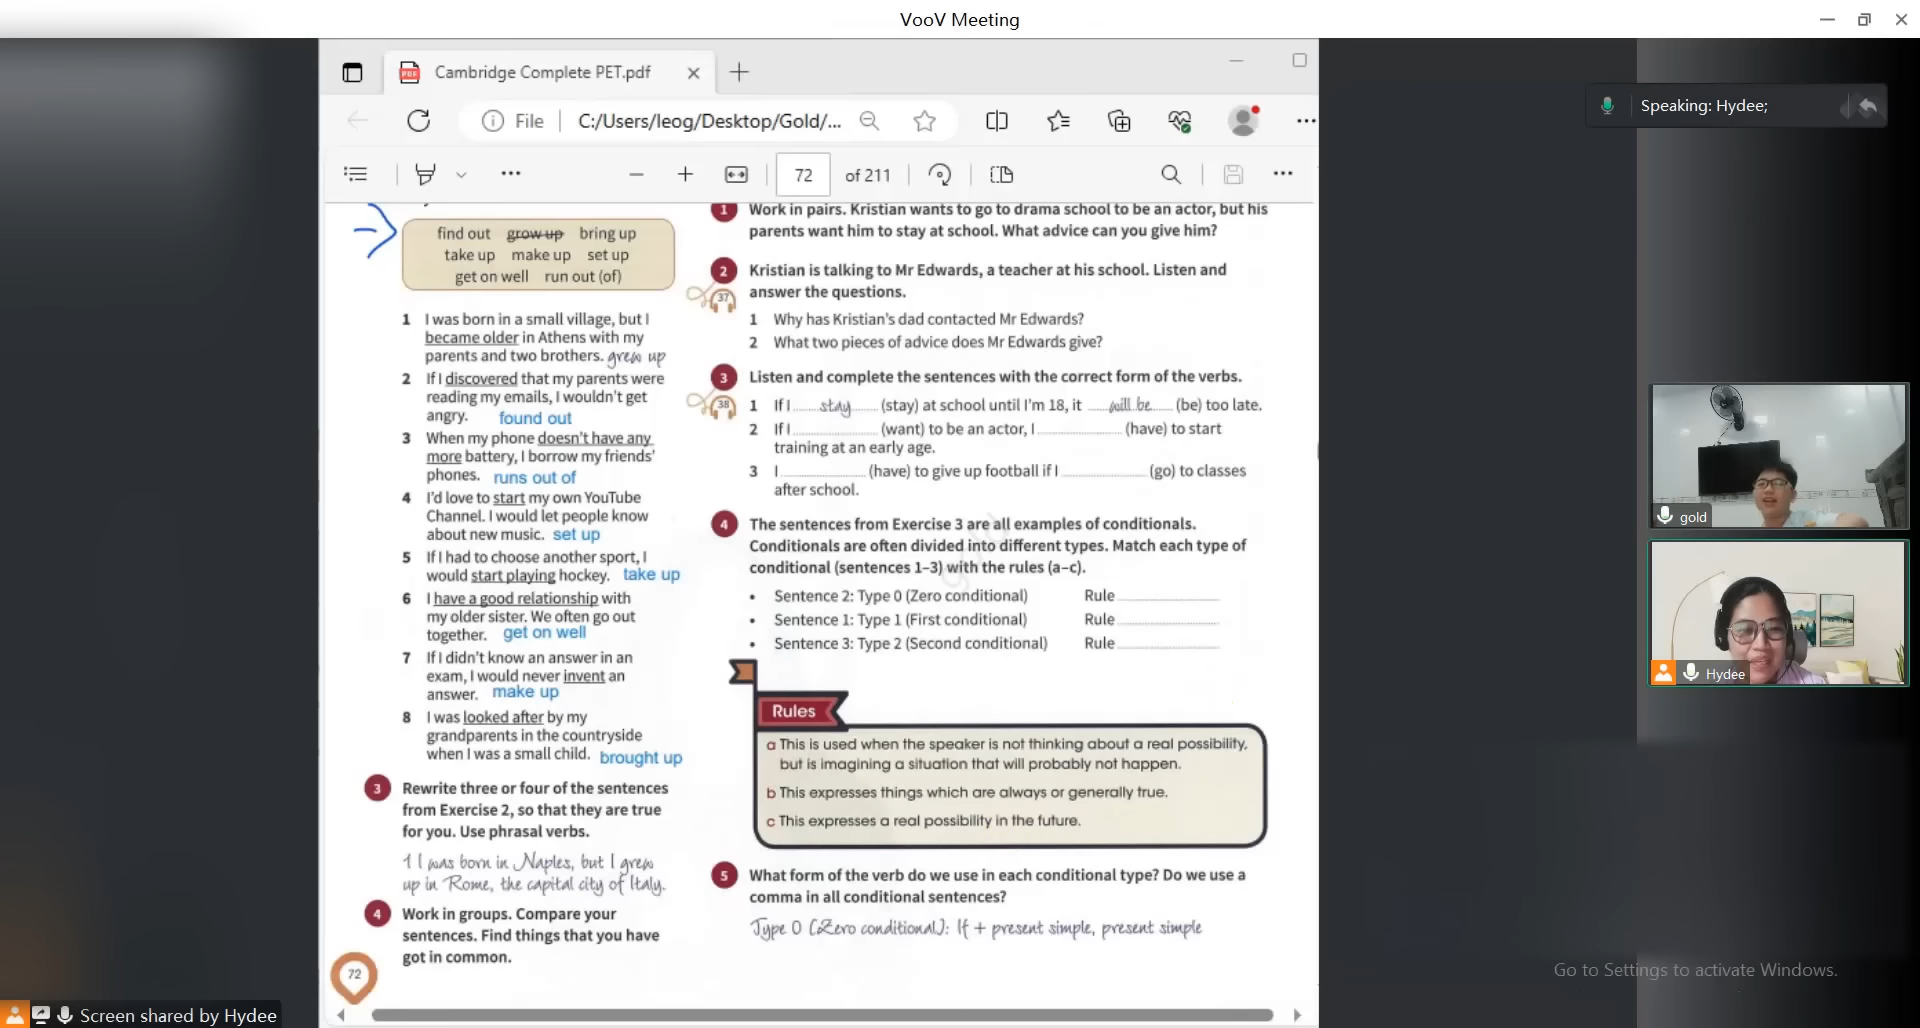 VooV Meeting
Cambridge Complete PET.pdf
File C:/Users/leog/Desktop/Gold/...
72 of 211
Speaking: Hydee;
find out grow up bring up
take up make up set up
get on well run out (of)
1 I was born in a small village, but I
became older in Athens with my
parents and two brothers. grew up
2 If I discovered that my parents were
reading my emails, I wouldn't get
angry. found out
3 When my phone doesn't have any
more battery, I borrow my friends'
phones. runs out of
4 I'd love to start my own YouTube
Channel. I would let people know
about new music. set up
5 If I had to choose another sport, I
would start playing hockey. take up
6 I have a good relationship with
my older sister. We often go out
together. get on well
7 If I didn't know an answer in an
exam, I would never invent an
answer. make up
8 I was looked after by my
grandparents in the countryside
when I was a small child. brought up
3 Rewrite three or four of the sentences
from Exercise 2, so that they are true
for you. Use phrasal verbs.
1 I was born in Naples, but I grew
up in Rome, the capital city of Italy.
4 Work in groups. Compare your
sentences. Find things that you have
got in common.
72
1 Work in pairs. Kristian wants to go to drama school to be an actor, but his
parents want him to stay at school. What advice can you give him?
2 Kristian is talking to Mr Edwards, a teacher at his school. Listen and
answer the questions.
37
1 Why has Kristian's dad contacted Mr Edwards?
2 What two pieces of advice does Mr Edwards give?
3 Listen and complete the sentences with the correct form of the verbs.
38
1 If I stay (stay) at school until I'm 18, it will be (be) too late.
2 If I (want) to be an actor, I (have) to start
training at an early age.
3 I (have) to give up football if I (go) to classes
after school.
4 The sentences from Exercise 3 are all examples of conditionals.
Conditionals are often divided into different types. Match each type of
conditional (sentences 1–3) with the rules (a–c).
• Sentence 2: Type 0 (Zero conditional) Rule
• Sentence 1: Type 1 (First conditional) Rule
• Sentence 3: Type 2 (Second conditional) Rule
Rules
a This is used when the speaker is not thinking about a real possibility,
but is imagining a situation that will probably not happen.
b This expresses things which are always or generally true.
c This expresses a real possibility in the future.
5 What form of the verb do we use in each conditional type? Do we use a
comma in all conditional sentences?
Type 0 (Zero conditional): If + present simple, present simple
gold
Hydee
Go to Settings to activate Windows.
Screen shared by Hydee